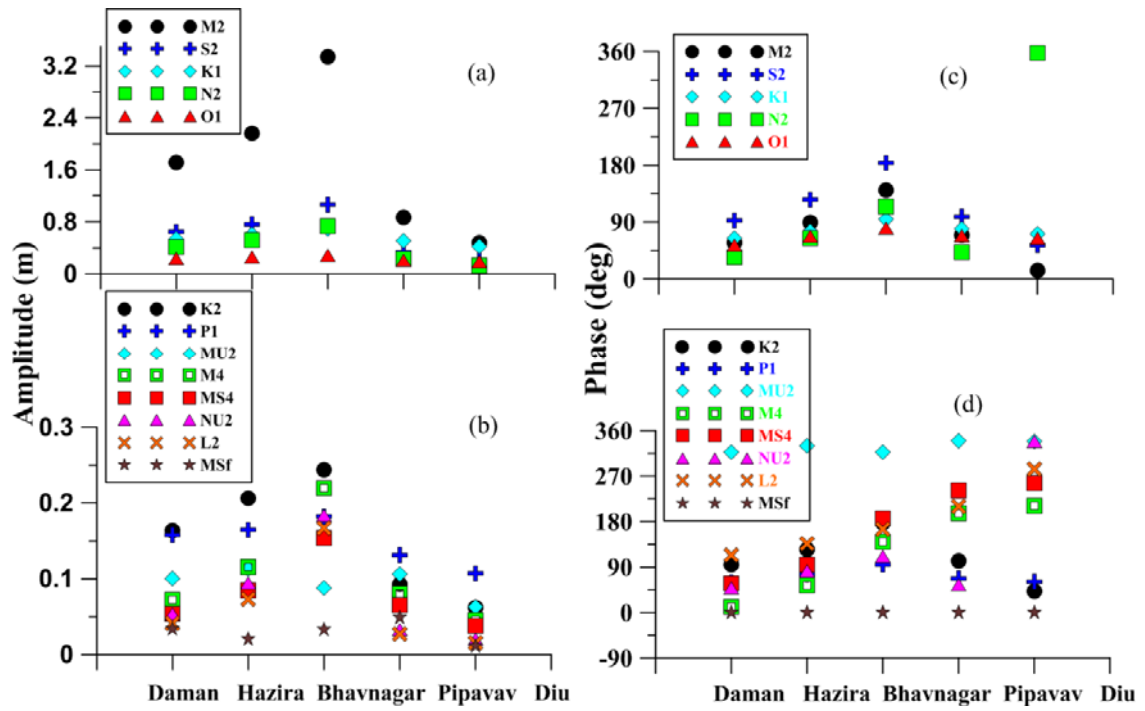 M2
S2
K1
N2
O1
(a)
3.2
2.4
1.6
0.8
0
Amplitude (m)
K2
P1
MU2
M4
MS4
NU2
L2
MSf
(b)
0.3
0.2
0.1
0
Daman Hazira Bhavnagar Pipavav Diu
M2
S2
K1
N2
O1
(c)
360
270
180
90
0
Phase (deg)
K2
P1
MU2
M4
MS4
NU2
L2
MSf
(d)
360
270
180
90
0
-90
Daman Hazira Bhavnagar Pipavav Diu